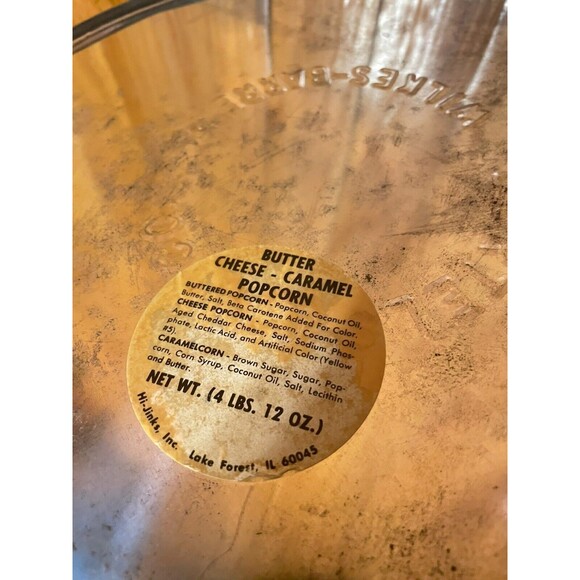 WILKES-BARR
BUTTER
CHEESE - CARAMEL
POPCORN
BUTTERED POPCORN - Popcorn, Coconut Oil,
Butter, Salt, Beta Carotene Added For Color.
CHEESE POPCORN - Popcorn, Coconut Oil,
Aged Cheddar Cheese, Salt, Sodium Phos-
phate, Lactic Acid, and Artificial Color (Yellow
#5).
CARAMELCORN - Brown Sugar, Sugar, Pop-
corn, Corn Syrup, Coconut Oil, Salt, Lecithin
and Butter.
NET WT. (4 LBS. 12 OZ.)
Hi-Jinks, Inc. Lake Forest, IL 60045